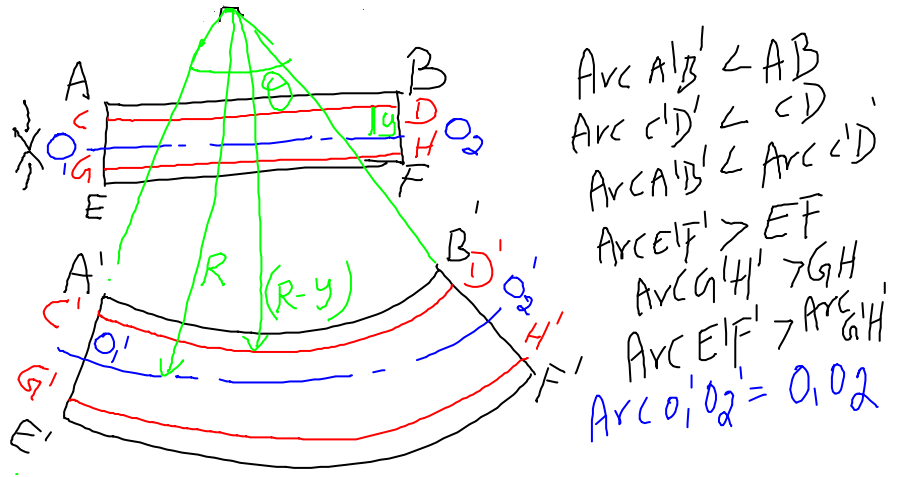 θ
A
B
C
D
y
O₁
O₂
H
G
E
F
R
(R-y)
A'
B'
C'
D'
O₁'
O₂'
G'
H'
E'
F'
Arc A'B' < AB
Arc C'D' < CD
Arc A'B' < Arc C'D'
Arc E'F' > EF
Arc G'H' > GH
Arc E'F' > Arc G'H'
Arc O₁'O₂' = O₁O₂